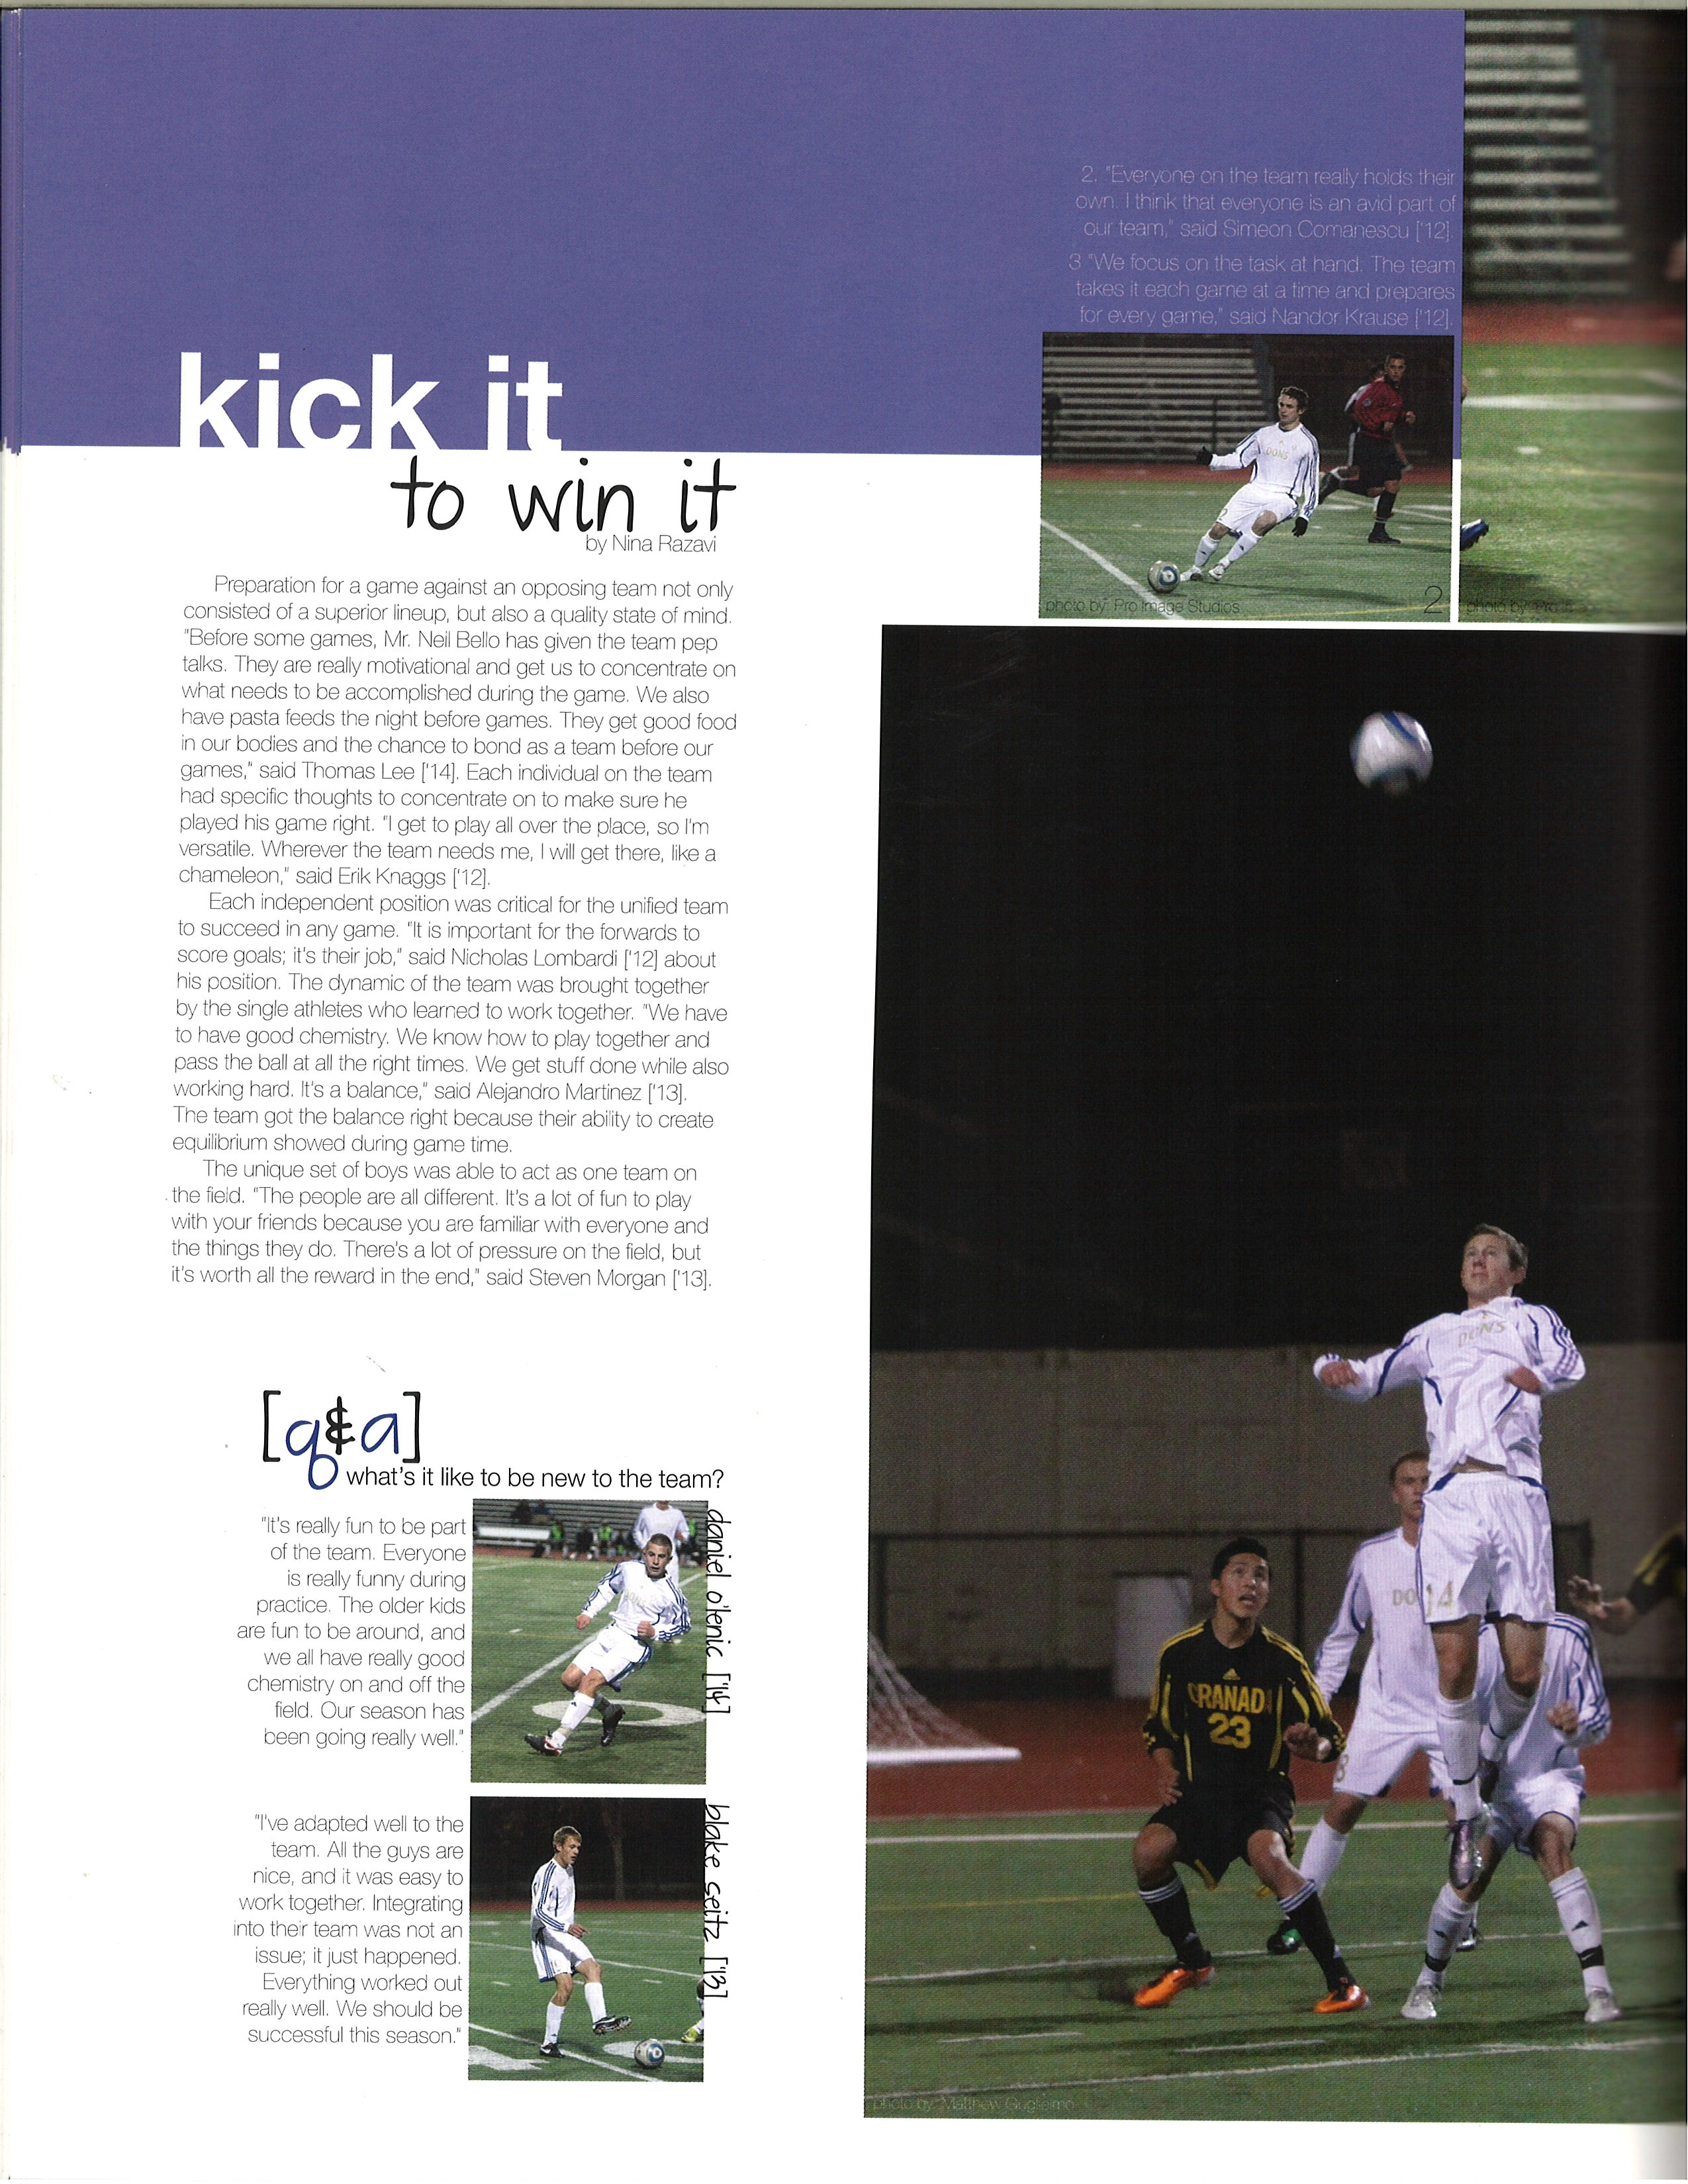 2. "Everyone on the team really holds their
own. I think that everyone is an avid part of
our team," said Simeon Comanescu ['12].
3 "We focus on the task at hand. The team
takes it each game at a time and prepares
for every game," said Nandor Krause ['12].
kick it
to win it
by Nina Razavi
Preparation for a game against an opposing team not only
consisted of a superior lineup, but also a quality state of mind.
"Before some games, Mr. Neil Bello has given the team pep
talks. They are really motivational and get us to concentrate on
what needs to be accomplished during the game. We also
have pasta feeds the night before games. They get good food
in our bodies and the chance to bond as a team before our
games," said Thomas Lee ['14]. Each individual on the team
had specific thoughts to concentrate on to make sure he
played his game right. "I get to play all over the place, so I'm
versatile. Wherever the team needs me, I will get there, like a
chameleon," said Erik Knaggs ['12].
Each independent position was critical for the unified team
to succeed in any game. "It is important for the forwards to
score goals; it's their job," said Nicholas Lombardi ['12] about
his position. The dynamic of the team was brought together
by the single athletes who learned to work together. "We have
to have good chemistry. We know how to play together and
pass the ball at all the right times. We get stuff done while also
working hard. It's a balance," said Alejandro Martinez ['13].
The team got the balance right because their ability to create
equilibrium showed during game time.
The unique set of boys was able to act as one team on
the field. "The people are all different. It's a lot of fun to play
with your friends because you are familiar with everyone and
the things they do. There's a lot of pressure on the field, but
it's worth all the reward in the end," said Steven Morgan ['13].
[q&a]
what's it like to be new to the team?
"It's really fun to be part
of the team. Everyone
is really funny during
practice. The older kids
are fun to be around, and
we all have really good
chemistry on and off the
field. Our season has
been going really well."
daniel o'lenic ['14]
"I've adapted well to the
team. All the guys are
nice, and it was easy to
work together. Integrating
into their team was not an
issue; it just happened.
Everything worked out
really well. We should be
successful this season."
blake seitz ['13]
DONS
photo by: Pro Image Studios
2
photo by: Pro
DONS
14
DO
GRANADA
23
photo by: Matthew Guglielmo